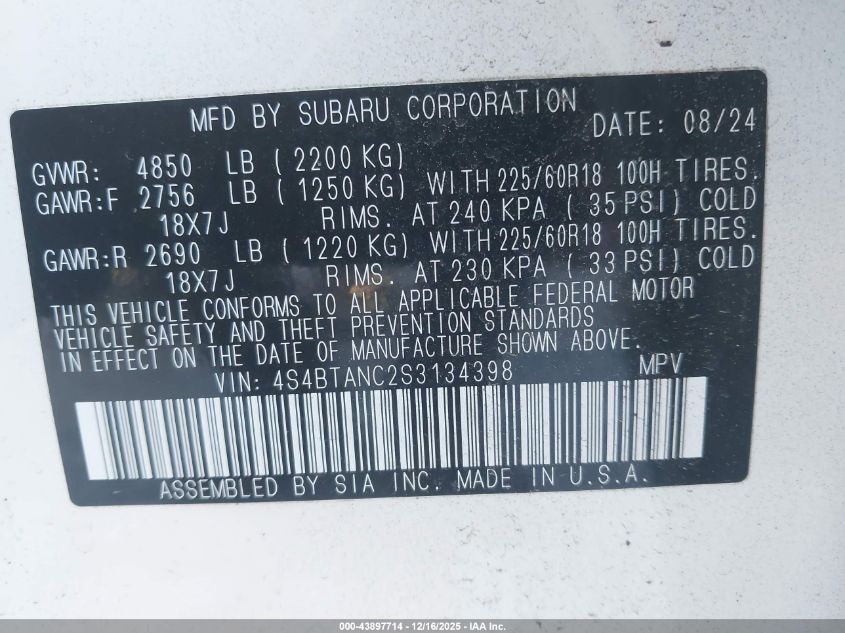 MFD BY SUBARU CORPORATION DATE: 08/24
GVWR: 4850 LB ( 2200 KG)
GAWR:F 2756 LB ( 1250 KG) WITH 225/60R18 100H TIRES.
18X7J RIMS. AT 240 KPA ( 35 PSI) COLD
GAWR:R 2690 LB ( 1220 KG) WITH 225/60R18 100H TIRES.
18X7J RIMS. AT 230 KPA ( 33 PSI) COLD
THIS VEHICLE CONFORMS TO ALL APPLICABLE FEDERAL MOTOR
VEHICLE SAFETY AND THEFT PREVENTION STANDARDS
IN EFFECT ON THE DATE OF MANUFACTURE SHOWN ABOVE.
VIN: 4S4BTANC2S3134398 MPV
ASSEMBLED BY SIA INC. MADE IN U.S.A.
000-43897714 - 12/16/2025 - IAA Inc.